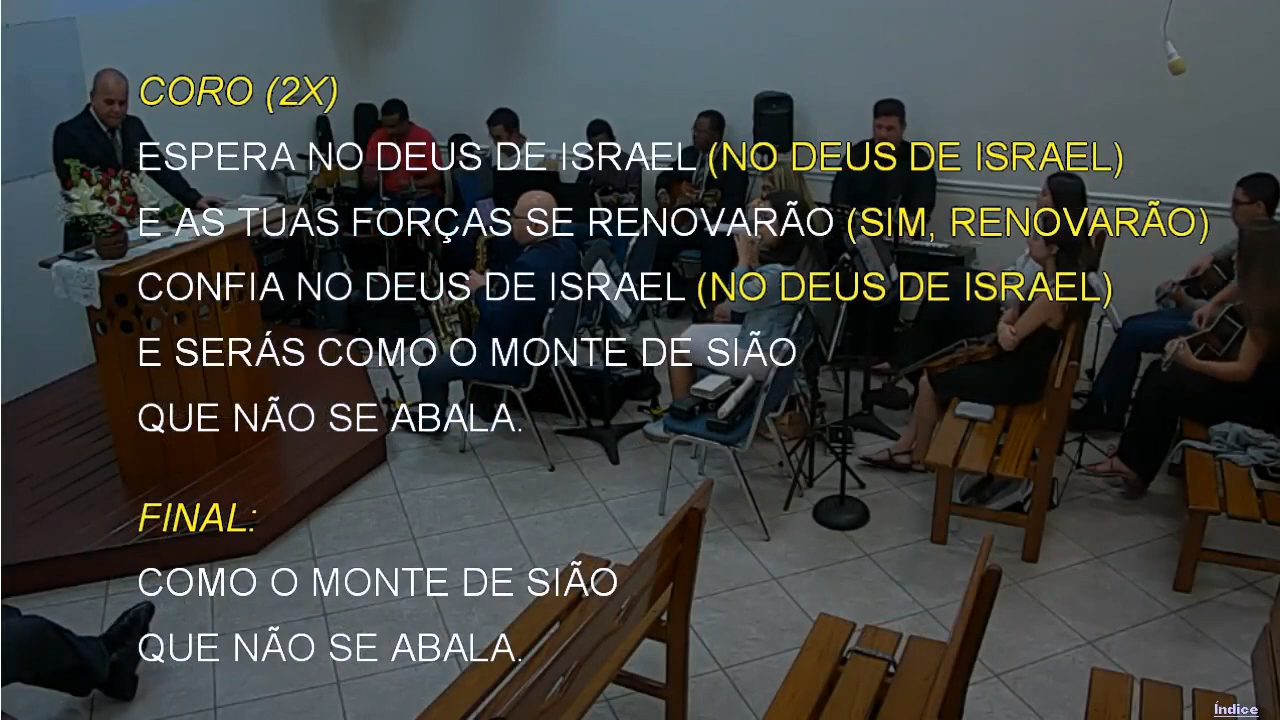 CORO (2X)
ESPERA NO DEUS DE ISRAEL (NO DEUS DE ISRAEL)
E AS TUAS FORÇAS SE RENOVARÃO (SIM, RENOVARÃO)
CONFIA NO DEUS DE ISRAEL (NO DEUS DE ISRAEL)
E SERÁS COMO O MONTE DE SIÃO
QUE NÃO SE ABALA.
FINAL:
COMO O MONTE DE SIÃO
QUE NÃO SE ABALA.
Índice